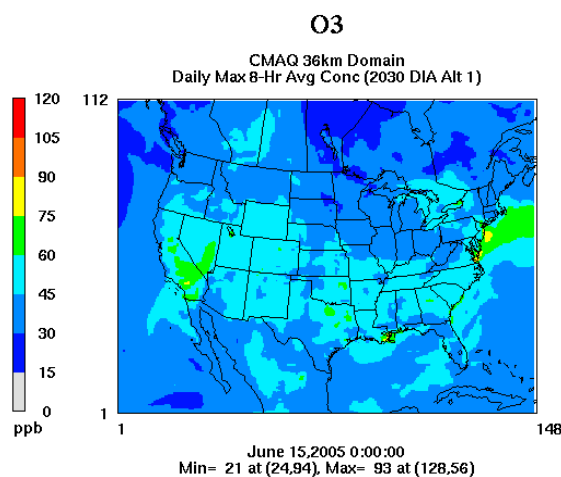 O3
CMAQ 36km Domain
Daily Max 8-Hr Avg Conc (2030 DIA Alt 1)
120
105
90
75
60
45
30
15
0
ppb
112
1
1
148
June 15,2005 0:00:00
Min= 21 at (24,94), Max= 93 at (128,56)